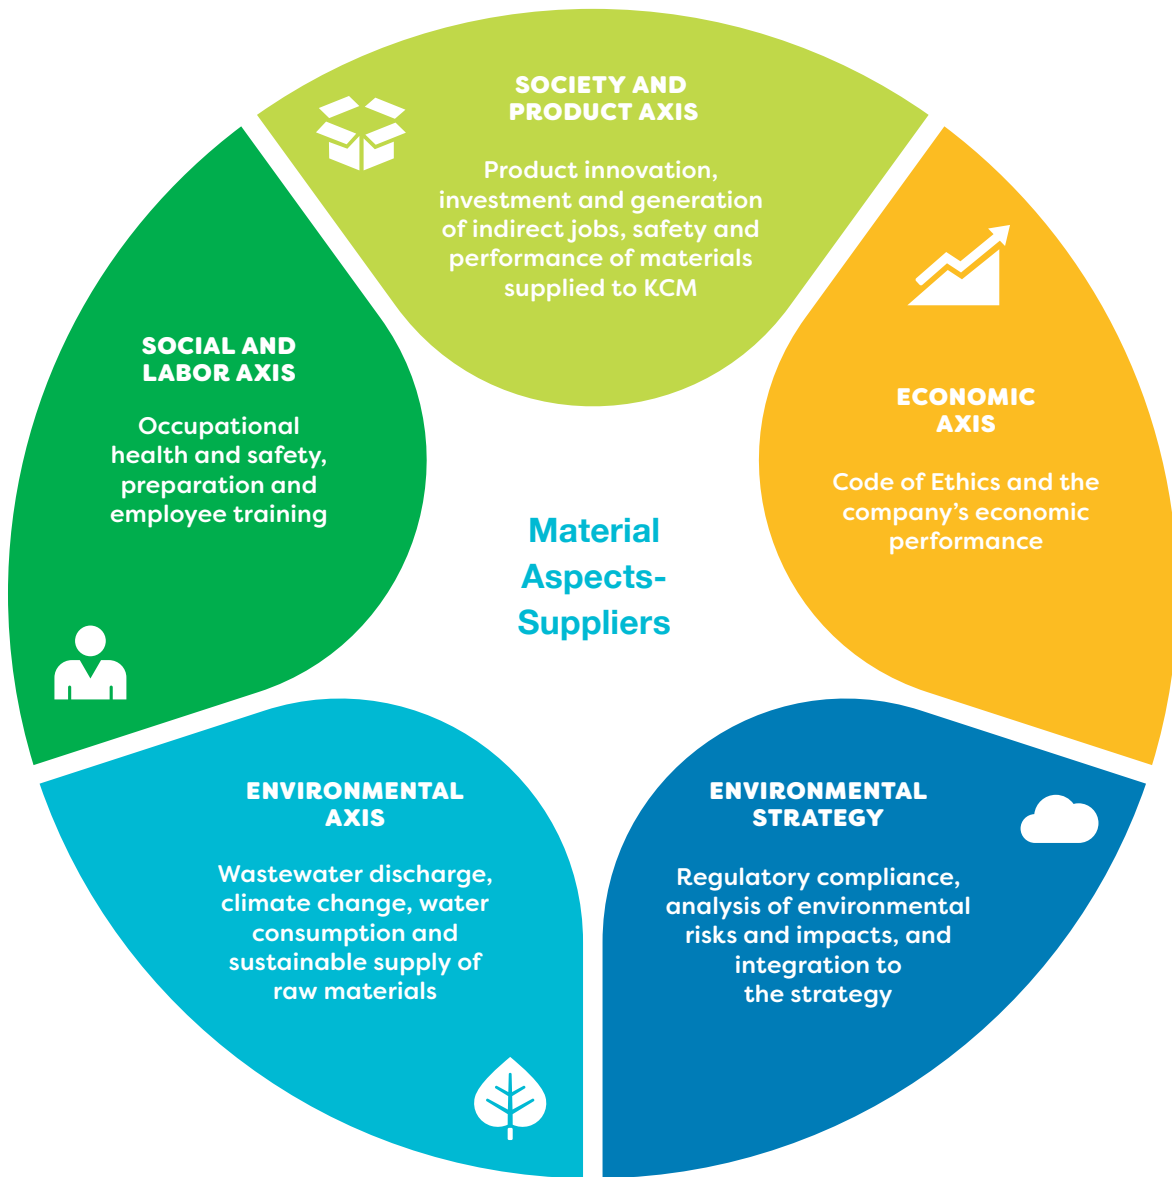 SOCIETY AND
PRODUCT AXIS
Product innovation,
investment and generation
of indirect jobs, safety and
performance of materials
supplied to KCM
ECONOMIC
AXIS
Code of Ethics and the
company’s economic
performance
ENVIRONMENTAL
STRATEGY
Regulatory compliance,
analysis of environmental
risks and impacts, and
integration to
the strategy
ENVIRONMENTAL
AXIS
Wastewater discharge,
climate change, water
consumption and
sustainable supply of
raw materials
SOCIAL AND
LABOR AXIS
Occupational
health and safety,
preparation and
employee training
Material
Aspects-
Suppliers